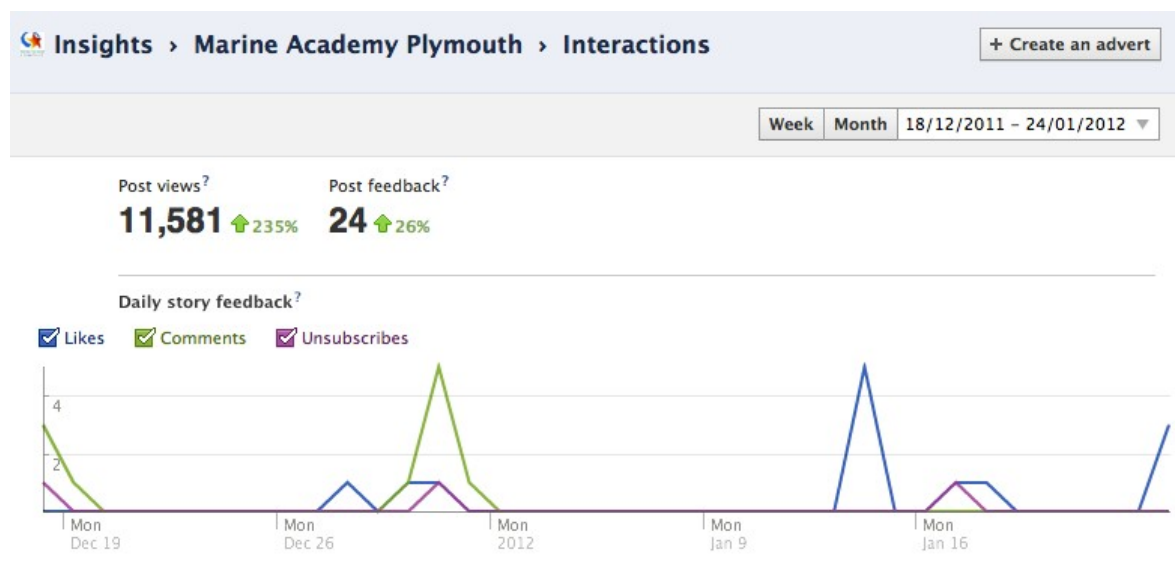 Insights › Marine Academy Plymouth › Interactions
+ Create an advert
Week Month 18/12/2011 – 24/01/2012
Post views? Post feedback?
11,581 235% 24 26%
Daily story feedback?
Likes Comments Unsubscribes
4
2
Mon Mon Mon Mon Mon
Dec 19 Dec 26 2012 Jan 9 Jan 16